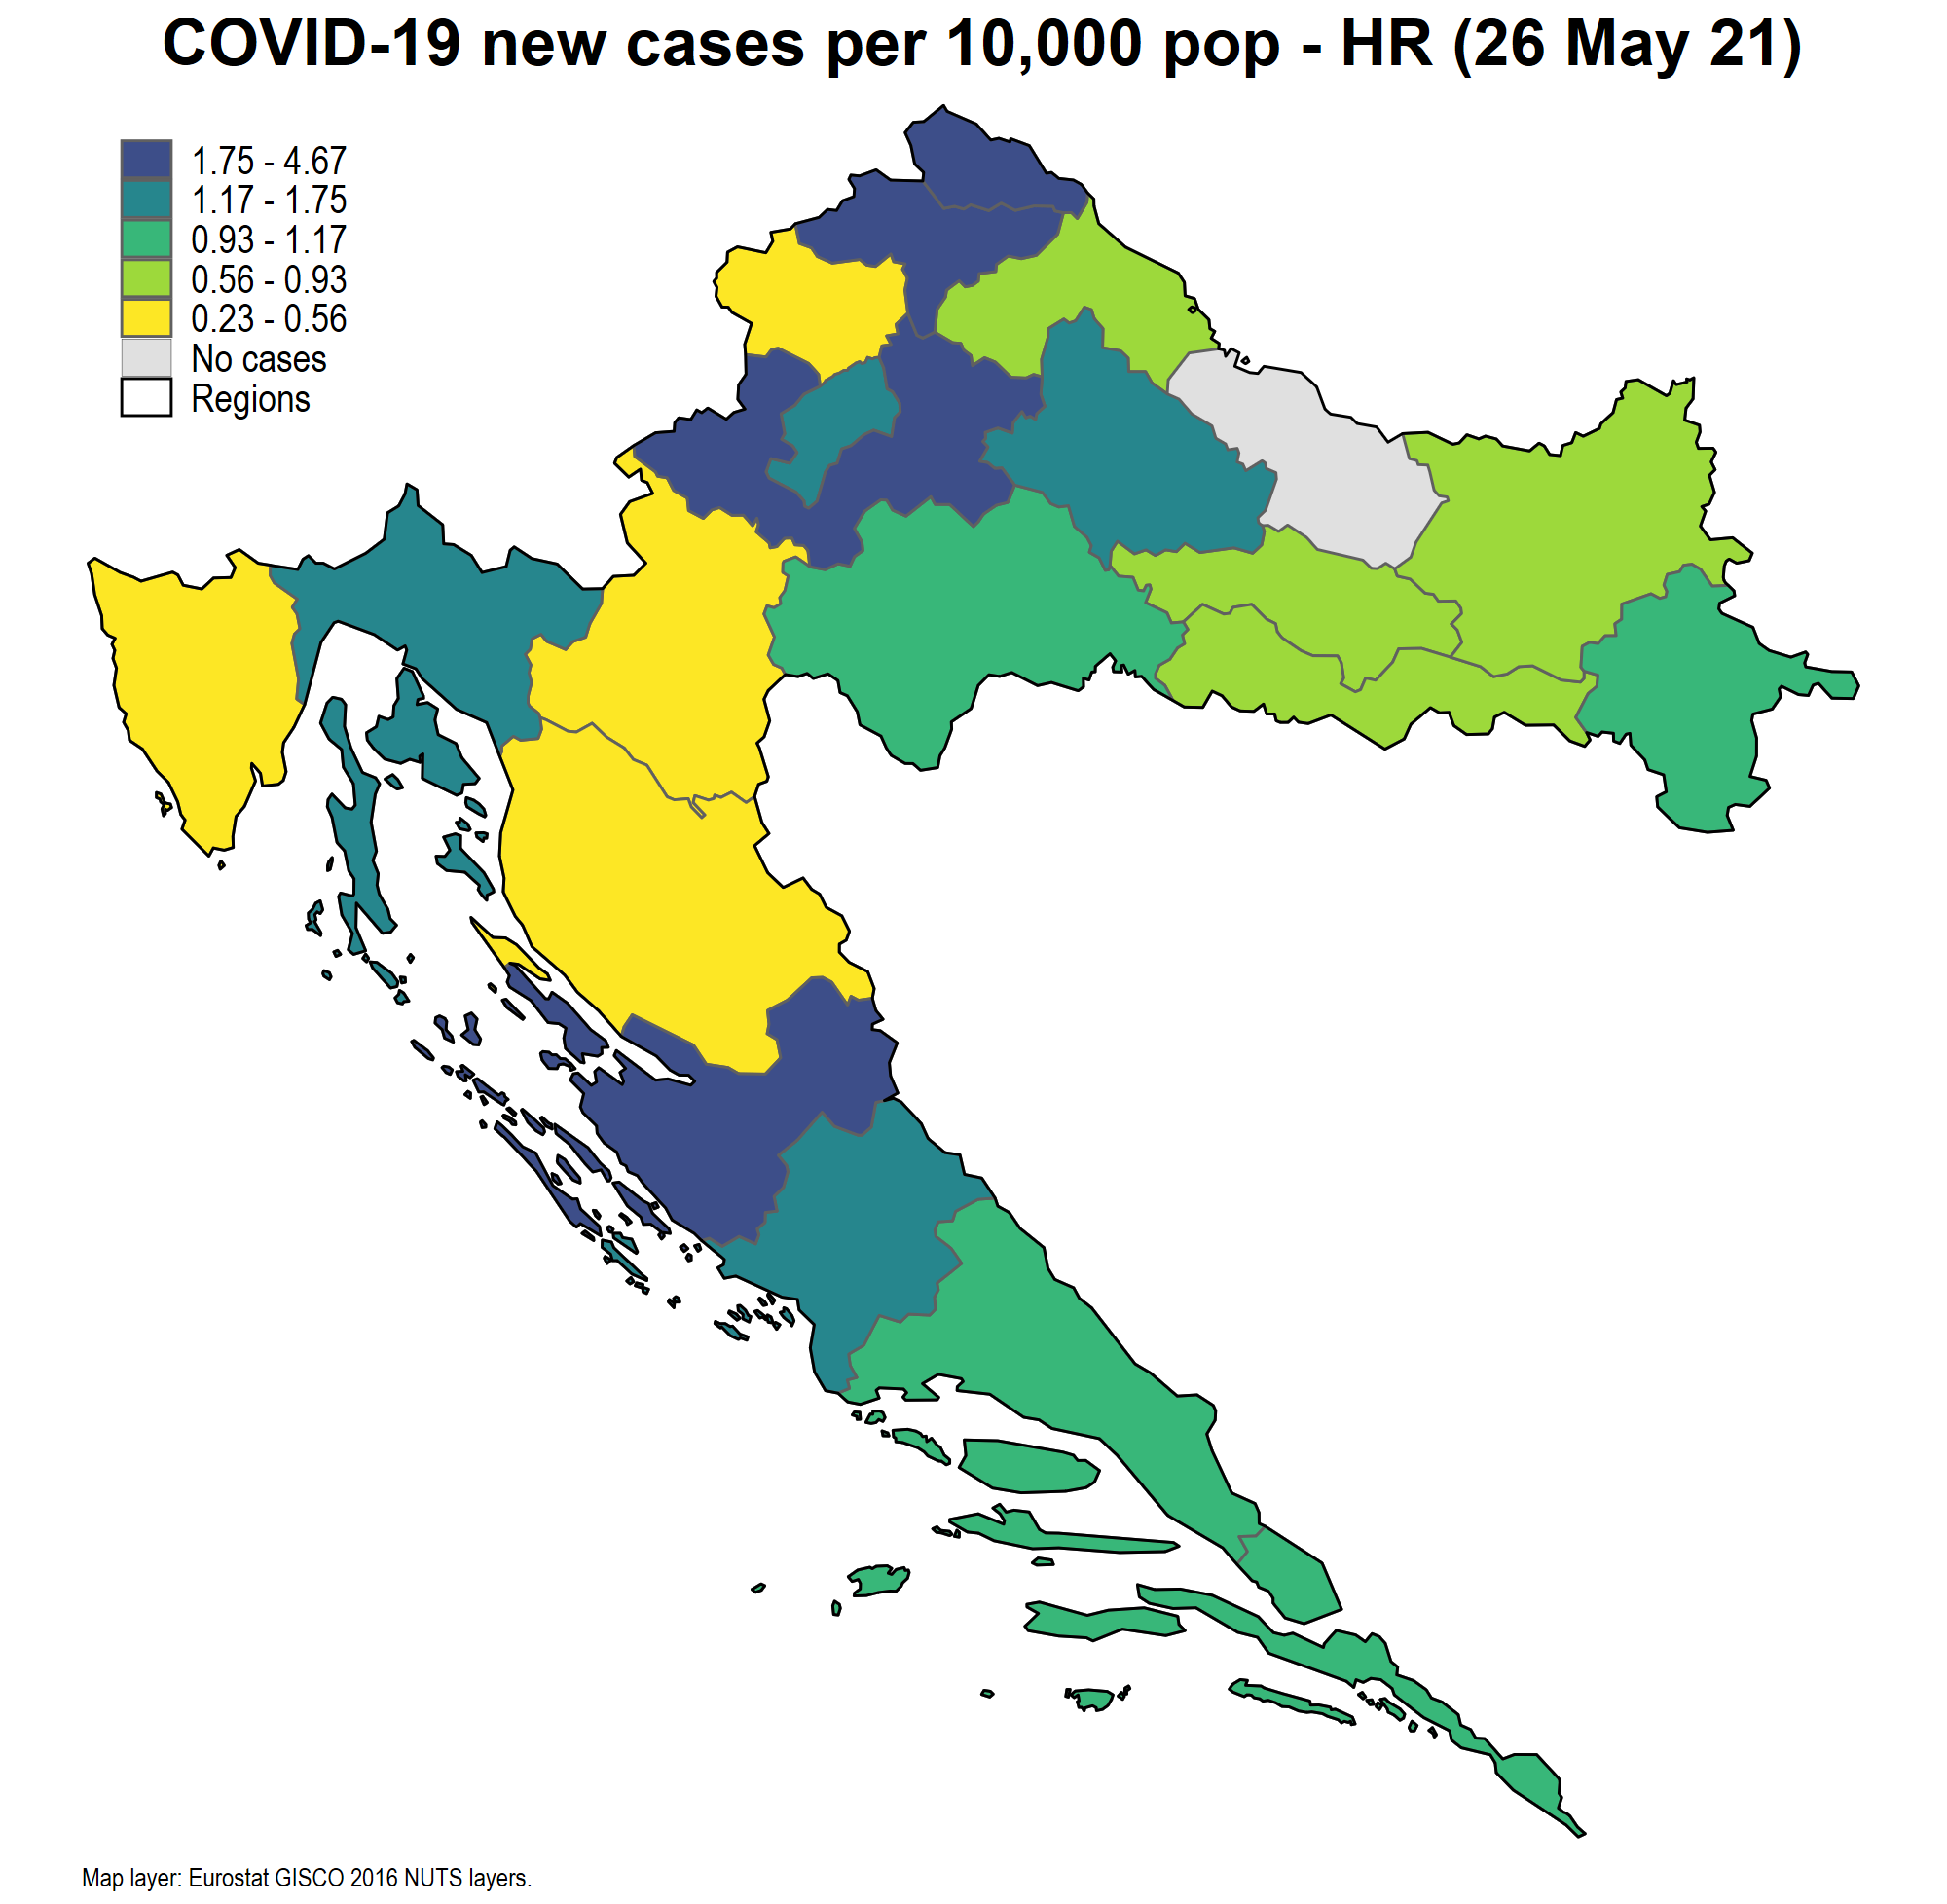 COVID-19 new cases per 10,000 pop - HR (26 May 21)
1.75 - 4.67
1.17 - 1.75
0.93 - 1.17
0.56 - 0.93
0.23 - 0.56
No cases
Regions
Map layer: Eurostat GISCO 2016 NUTS layers.